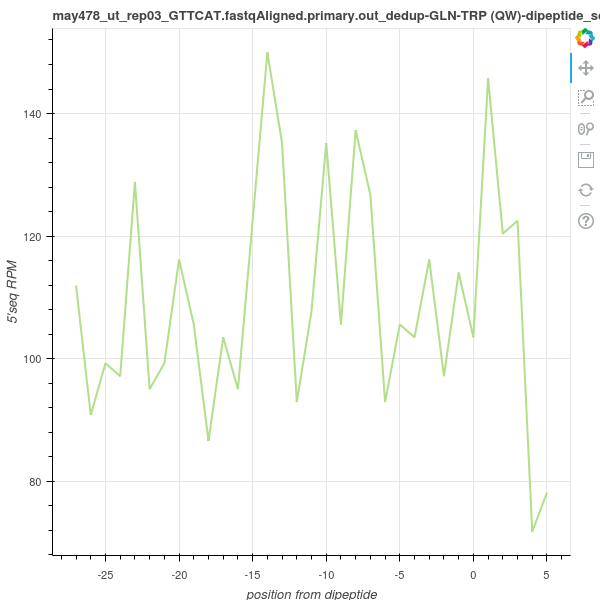 may478_ut_rep03_GTTCAT.fastqAligned.primary.out_dedup-GLN-TRP (QW)-dipeptide_s
140
120
100
80
5'seq RPM
-25 -20 -15 -10 -5 0 5
position from dipeptide